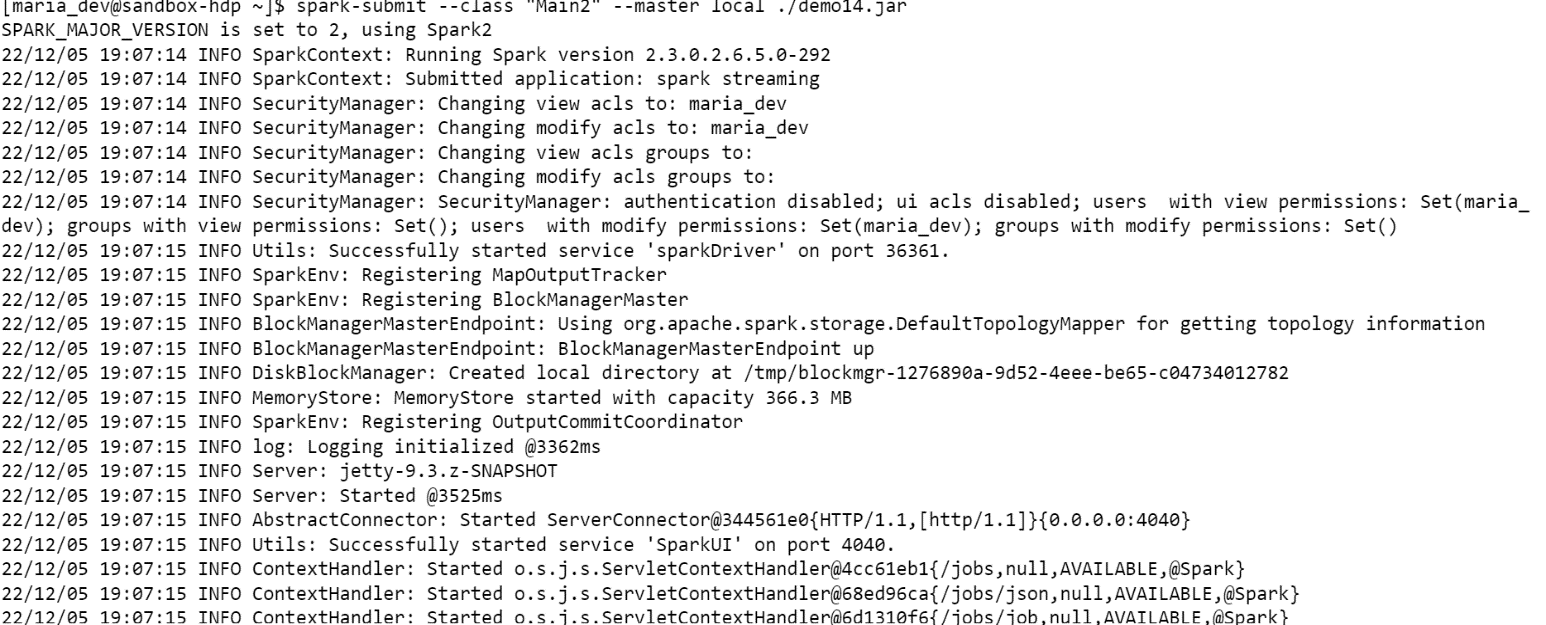 [maria_dev@sandbox-hdp ~]$ spark-submit --class "Main2" --master local ./demo14.jar
SPARK_MAJOR_VERSION is set to 2, using Spark2
22/12/05 19:07:14 INFO SparkContext: Running Spark version 2.3.0.2.6.5.0-292
22/12/05 19:07:14 INFO SparkContext: Submitted application: spark streaming
22/12/05 19:07:14 INFO SecurityManager: Changing view acls to: maria_dev
22/12/05 19:07:14 INFO SecurityManager: Changing modify acls to: maria_dev
22/12/05 19:07:14 INFO SecurityManager: Changing view acls groups to:
22/12/05 19:07:14 INFO SecurityManager: Changing modify acls groups to:
22/12/05 19:07:14 INFO SecurityManager: SecurityManager: authentication disabled; ui acls disabled; users  with view permissions: Set(maria_
dev); groups with view permissions: Set(); users  with modify permissions: Set(maria_dev); groups with modify permissions: Set()
22/12/05 19:07:15 INFO Utils: Successfully started service 'sparkDriver' on port 36361.
22/12/05 19:07:15 INFO SparkEnv: Registering MapOutputTracker
22/12/05 19:07:15 INFO SparkEnv: Registering BlockManagerMaster
22/12/05 19:07:15 INFO BlockManagerMasterEndpoint: Using org.apache.spark.storage.DefaultTopologyMapper for getting topology information
22/12/05 19:07:15 INFO BlockManagerMasterEndpoint: BlockManagerMasterEndpoint up
22/12/05 19:07:15 INFO DiskBlockManager: Created local directory at /tmp/blockmgr-1276890a-9d52-4eee-be65-c04734012782
22/12/05 19:07:15 INFO MemoryStore: MemoryStore started with capacity 366.3 MB
22/12/05 19:07:15 INFO SparkEnv: Registering OutputCommitCoordinator
22/12/05 19:07:15 INFO log: Logging initialized @3362ms
22/12/05 19:07:15 INFO Server: jetty-9.3.z-SNAPSHOT
22/12/05 19:07:15 INFO Server: Started @3525ms
22/12/05 19:07:15 INFO AbstractConnector: Started ServerConnector@344561e0{HTTP/1.1,[http/1.1]}{0.0.0.0:4040}
22/12/05 19:07:15 INFO Utils: Successfully started service 'SparkUI' on port 4040.
22/12/05 19:07:15 INFO ContextHandler: Started o.s.j.s.ServletContextHandler@4cc61eb1{/jobs,null,AVAILABLE,@Spark}
22/12/05 19:07:15 INFO ContextHandler: Started o.s.j.s.ServletContextHandler@68ed96ca{/jobs/json,null,AVAILABLE,@Spark}
22/12/05 19:07:15 INFO ContextHandler: Started o.s.j.s.ServletContextHandler@6d1310f6{/jobs/job,null,AVAILABLE,@Spark}